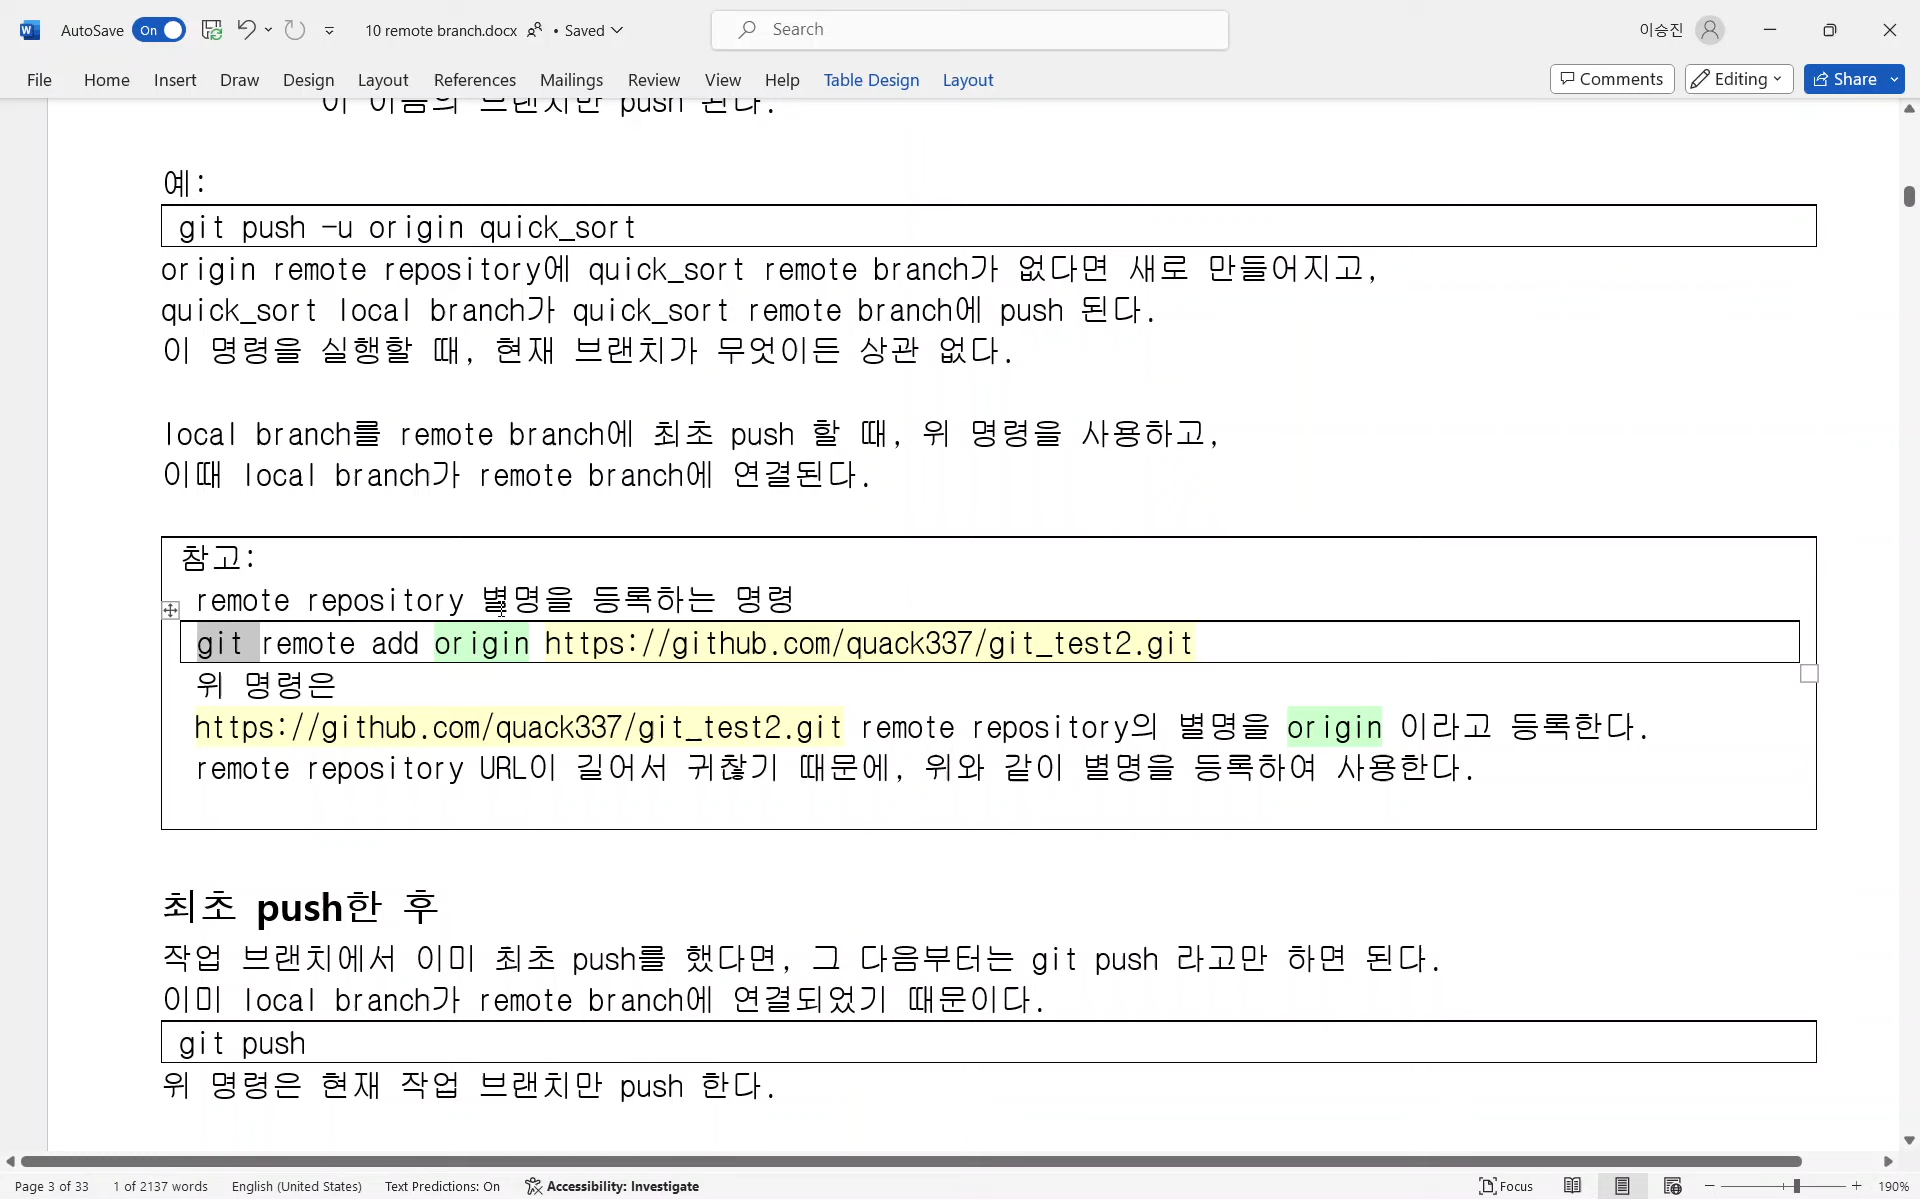 AutoSave On 10 remote branch.docx • Saved Search 이승진
File Home Insert Draw Design Layout References Mailings Review View Help Table Design Layout Comments Editing Share
이 이름의 브랜치만 push 된다.
예:
git push -u origin quick_sort
origin remote repository에 quick_sort remote branch가 없다면 새로 만들어지고,
quick_sort local branch가 quick_sort remote branch에 push 된다.
이 명령을 실행할 때, 현재 브랜치가 무엇이든 상관 없다.
local branch를 remote branch에 최초 push 할 때, 위 명령을 사용하고,
이때 local branch가 remote branch에 연결된다.
참고:
remote repository 별명을 등록하는 명령
git remote add origin https://github.com/quack337/git_test2.git
위 명령은
https://github.com/quack337/git_test2.git remote repository의 별명을 origin 이라고 등록한다.
remote repository URL이 길어서 귀찮기 때문에, 위와 같이 별명을 등록하여 사용한다.
최초 push한 후
작업 브랜치에서 이미 최초 push를 했다면, 그 다음부터는 git push 라고만 하면 된다.
이미 local branch가 remote branch에 연결되었기 때문이다.
git push
위 명령은 현재 작업 브랜치만 push 한다.
Page 3 of 33 1 of 2137 words English (United States) Text Predictions: On Accessibility: Investigate Focus 190%